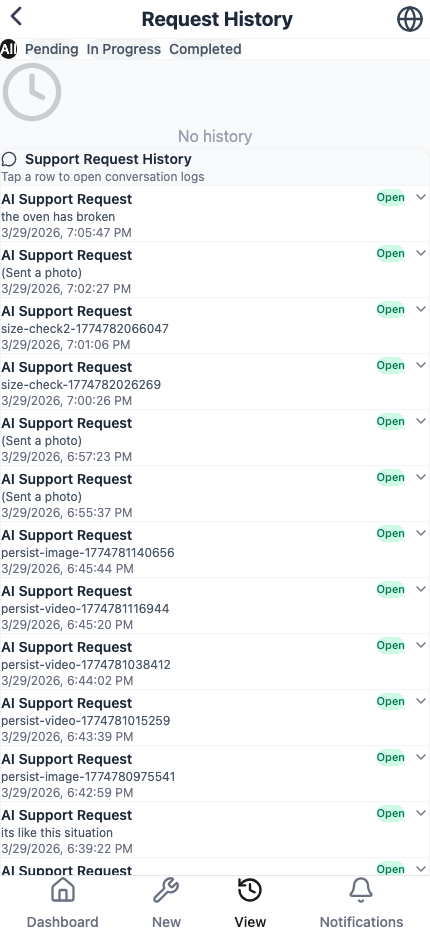 Request History
All Pending In Progress Completed
No history
Support Request History
Tap a row to open conversation logs
AI Support Request Open
the oven has broken
3/29/2026, 7:05:47 PM
AI Support Request Open
(Sent a photo)
3/29/2026, 7:02:27 PM
AI Support Request Open
size-check2-1774782066047
3/29/2026, 7:01:06 PM
AI Support Request Open
size-check-1774782026269
3/29/2026, 7:00:26 PM
AI Support Request Open
(Sent a photo)
3/29/2026, 6:57:23 PM
AI Support Request Open
(Sent a photo)
3/29/2026, 6:55:37 PM
AI Support Request Open
persist-image-1774781140656
3/29/2026, 6:45:44 PM
AI Support Request Open
persist-video-1774781116944
3/29/2026, 6:45:20 PM
AI Support Request Open
persist-video-1774781038412
3/29/2026, 6:44:02 PM
AI Support Request Open
persist-video-1774781015259
3/29/2026, 6:43:39 PM
AI Support Request Open
persist-image-1774780975541
3/29/2026, 6:42:59 PM
AI Support Request Open
its like this situation
3/29/2026, 6:39:22 PM
AI Support Request Open
Dashboard New View Notifications